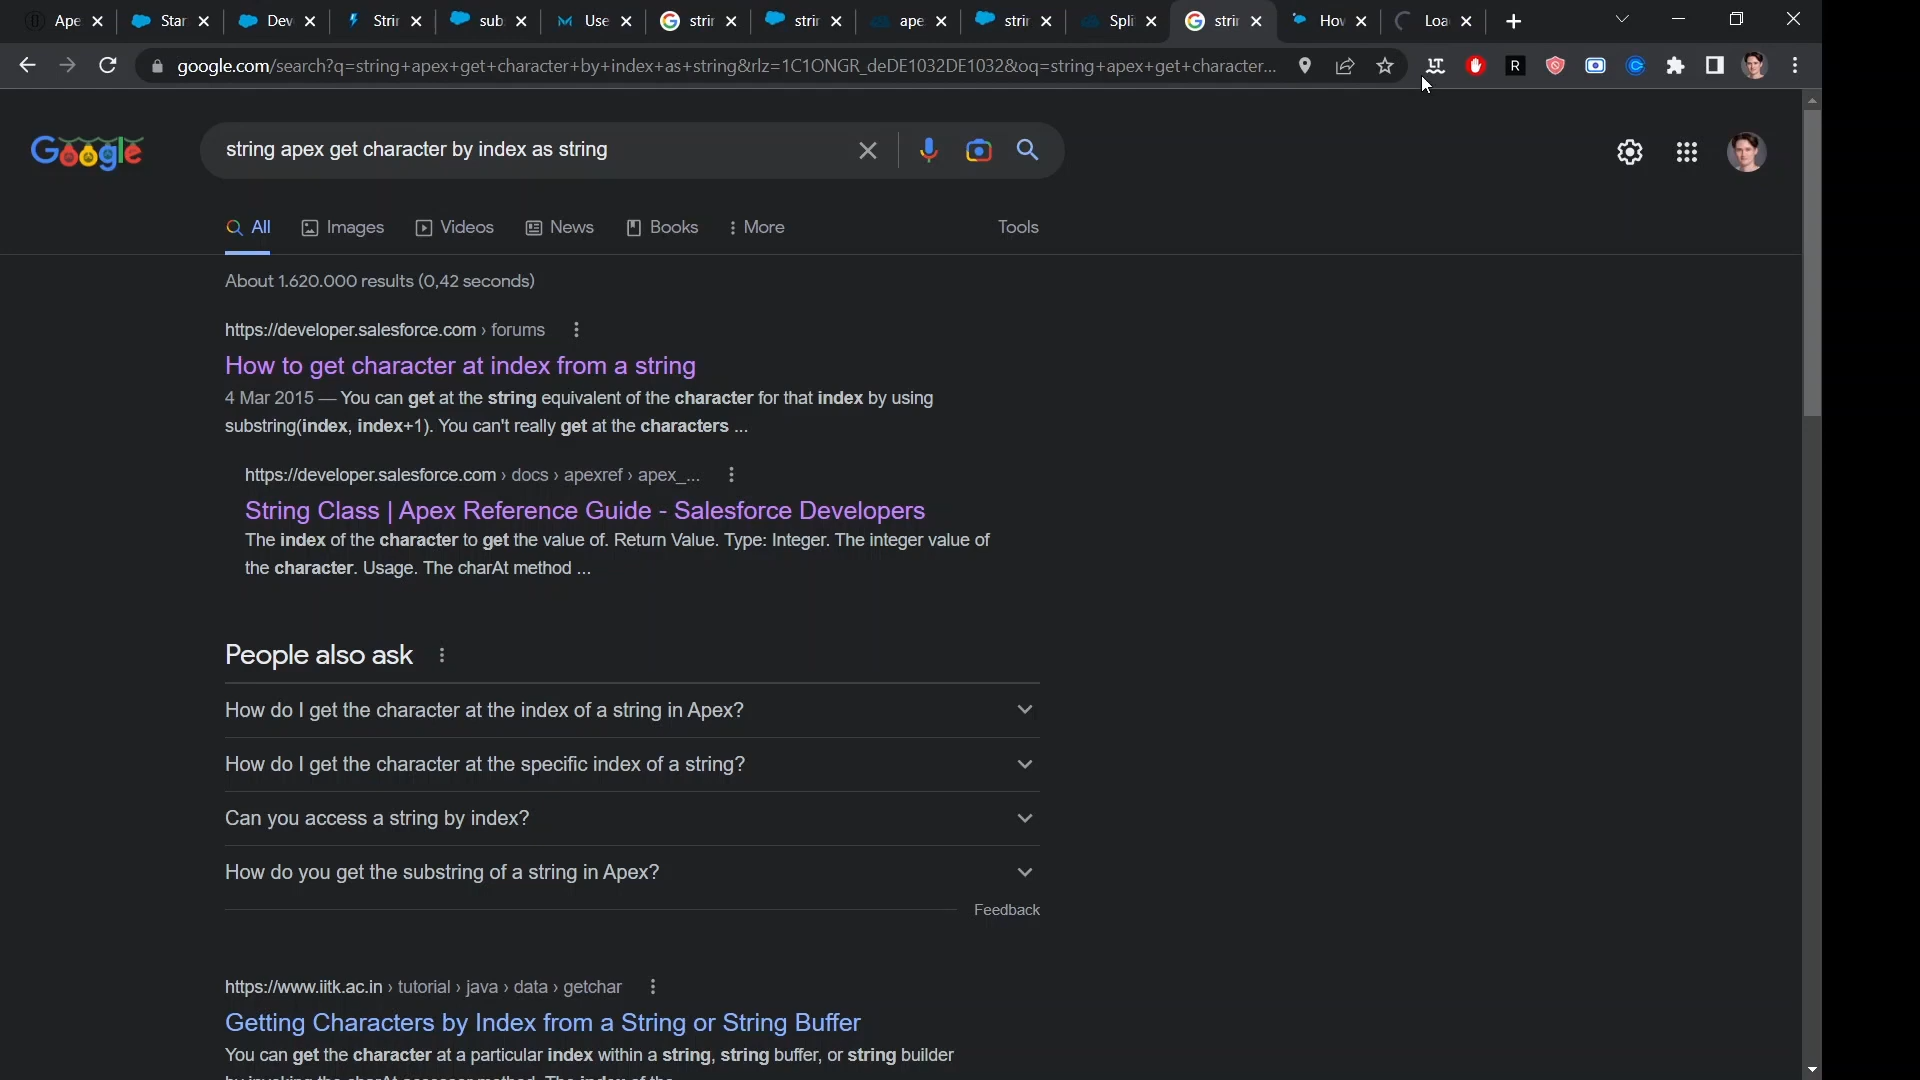 Ape Star Dev Strir sub Use strir strir ape strir Spli strir How Loa
google.com/search?q=string+apex+get+character+by+index+as+string&rlz=1C1ONGR_deDE1032DE1032&oq=string+apex+get+character...
Google string apex get character by index as string
All Images Videos News Books More Tools
About 1.620.000 results (0,42 seconds)
https://developer.salesforce.com › forums
How to get character at index from a string
4 Mar 2015 — You can get at the string equivalent of the character for that index by using
substring(index, index+1). You can't really get at the characters ...
https://developer.salesforce.com › docs › apexref › apex_...
String Class | Apex Reference Guide - Salesforce Developers
The index of the character to get the value of. Return Value. Type: Integer. The integer value of
the character. Usage. The charAt method ...
People also ask
How do I get the character at the index of a string in Apex?
How do I get the character at the specific index of a string?
Can you access a string by index?
How do you get the substring of a string in Apex?
Feedback
https://www.iitk.ac.in › tutorial › java › data › getchar
Getting Characters by Index from a String or String Buffer
You can get the character at a particular index within a string, string buffer, or string builder